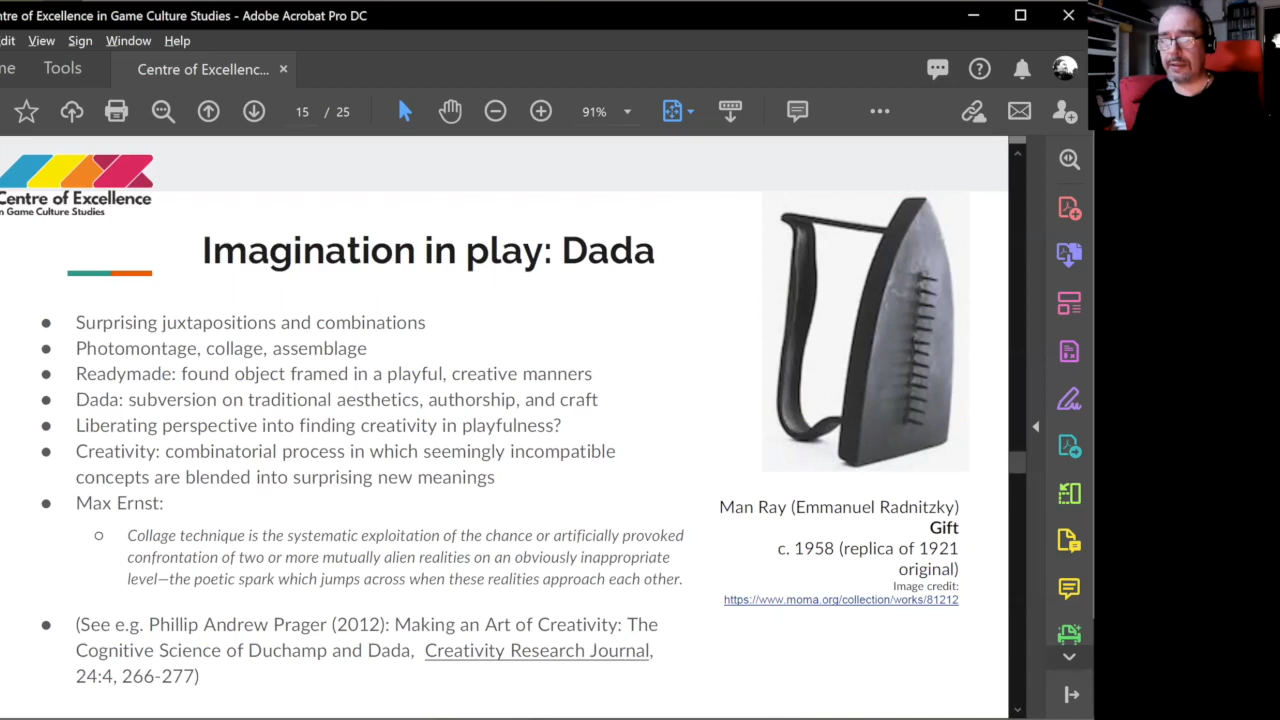 ntre of Excellence in Game Culture Studies - Adobe Acrobat Pro DC
dit View Sign Window Help
me Tools Centre of Excellenc...
15 / 25 91%
Centre of Excellence
n Game Culture Studies
Imagination in play: Dada
● Surprising juxtapositions and combinations
● Photomontage, collage, assemblage
● Readymade: found object framed in a playful, creative manners
● Dada: subversion on traditional aesthetics, authorship, and craft
● Liberating perspective into finding creativity in playfulness?
● Creativity: combinatorial process in which seemingly incompatible
concepts are blended into surprising new meanings
● Max Ernst:
○ Collage technique is the systematic exploitation of the chance or artificially provoked
confrontation of two or more mutually alien realities on an obviously inappropriate
level—the poetic spark which jumps across when these realities approach each other.
● (See e.g. Phillip Andrew Prager (2012): Making an Art of Creativity: The
Cognitive Science of Duchamp and Dada, Creativity Research Journal,
24:4, 266-277)
Man Ray (Emmanuel Radnitzky)
Gift
c. 1958 (replica of 1921
original)
Image credit:
https://www.moma.org/collection/works/81212